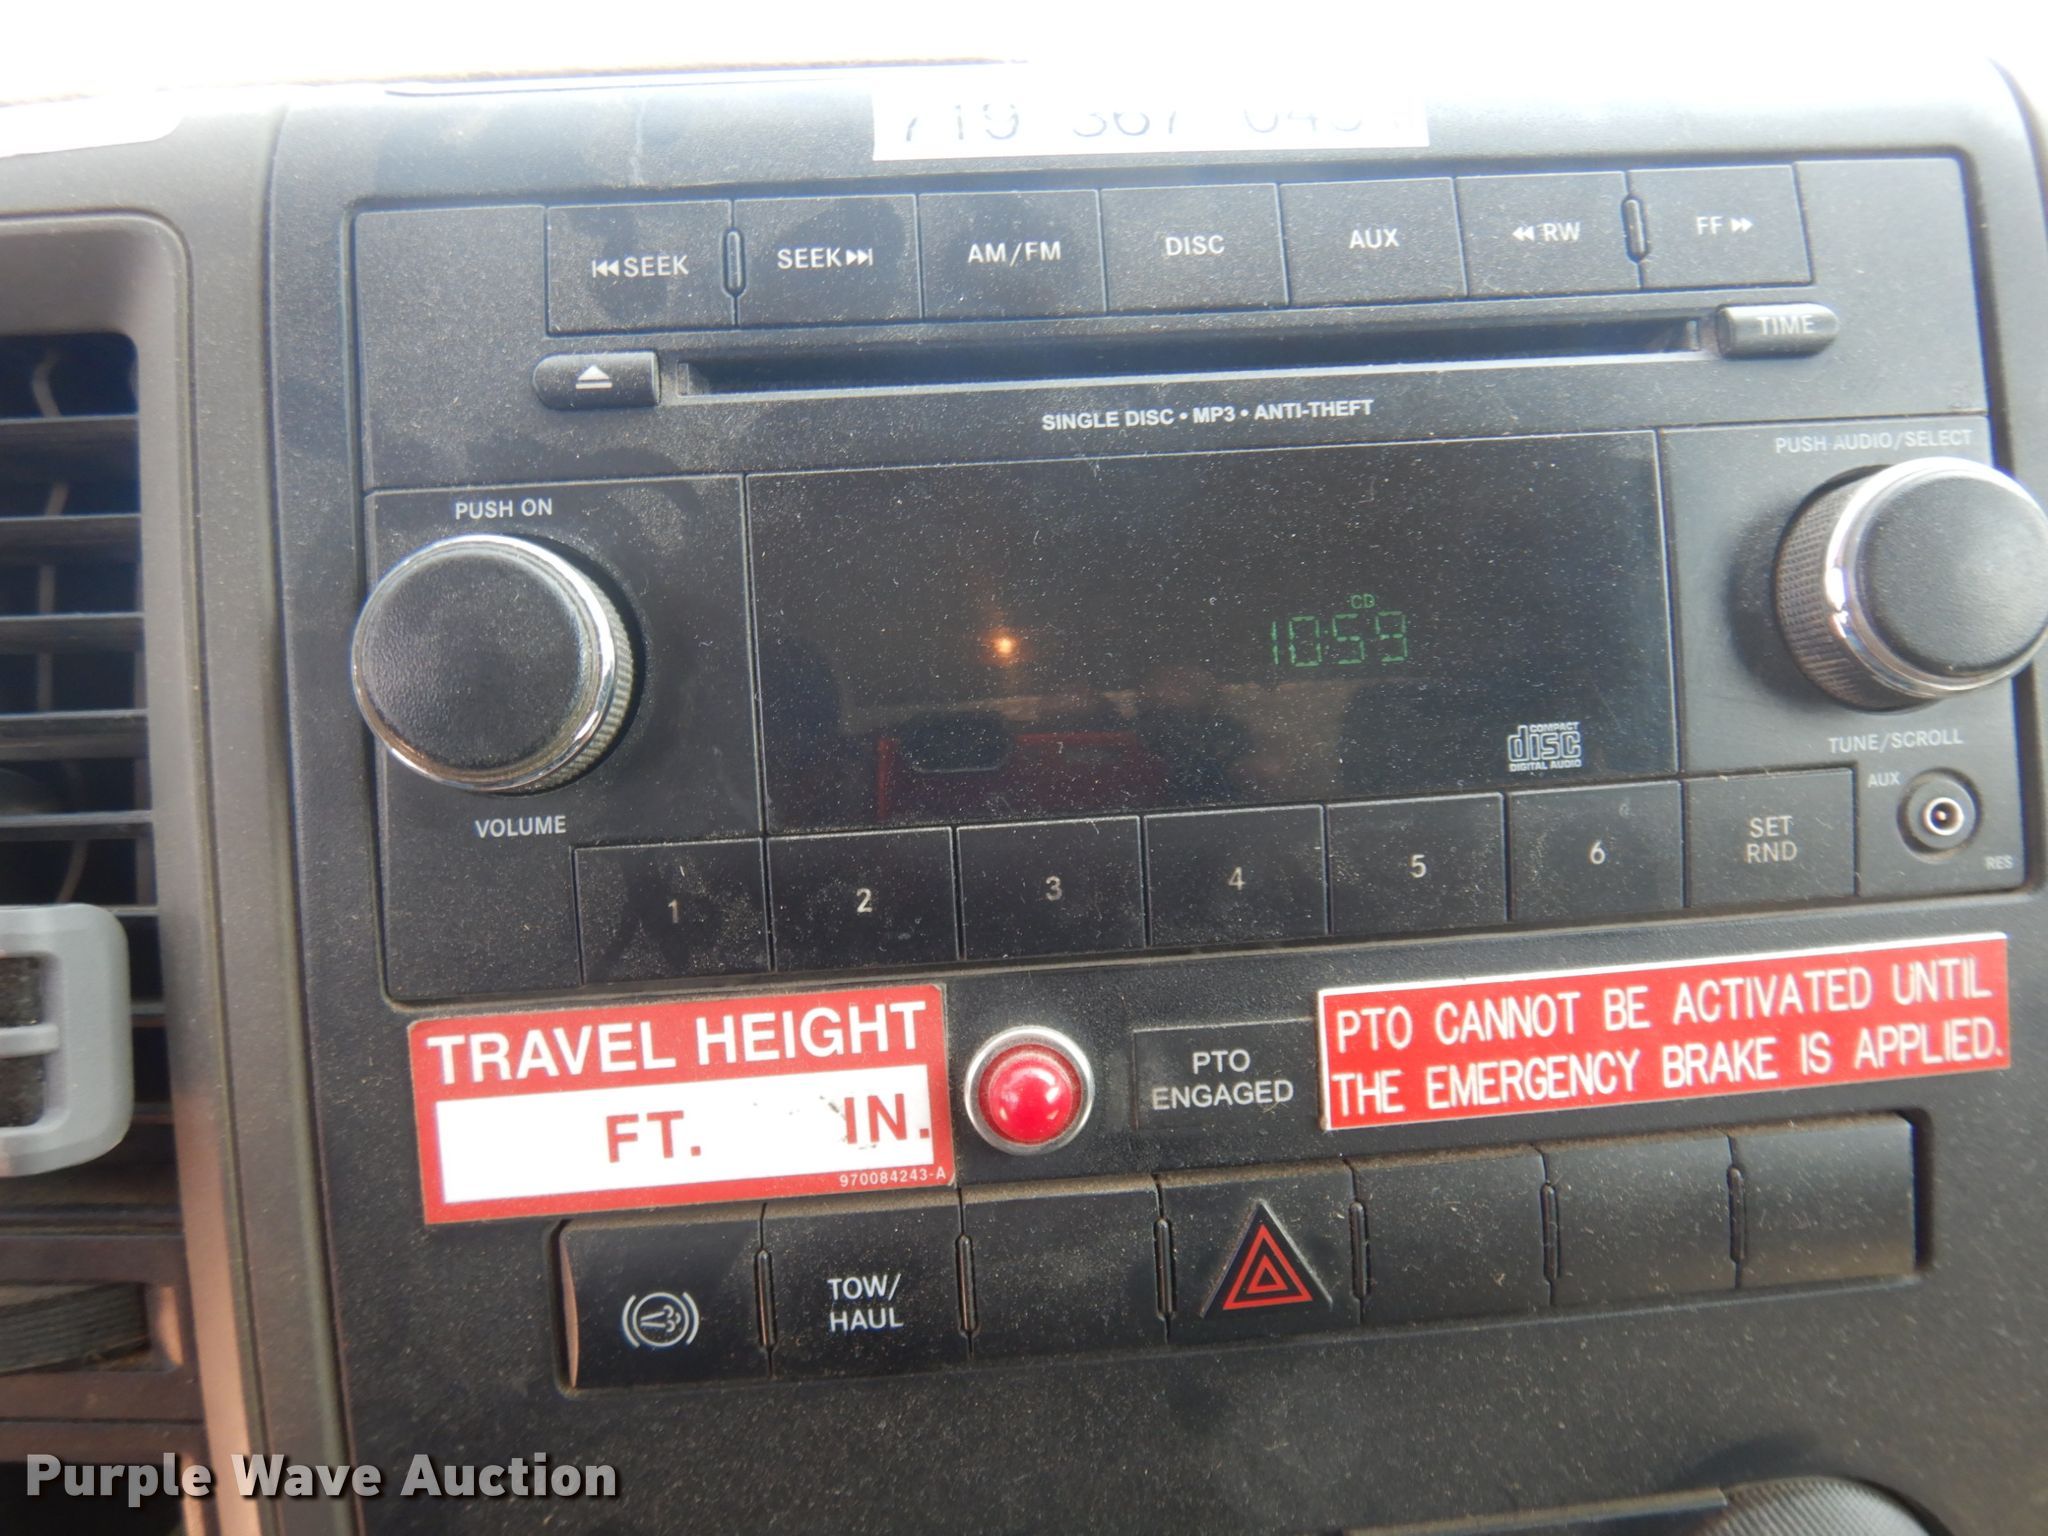 719 367
SEEK
SEEK
AM/FM
DISC
AUX
RW
FF
TIME
SINGLE DISC • MP3 • ANTI-THEFT
PUSH AUDIO/SELECT
PUSH ON
CD
10:59
COMPACT
disc
DIGITAL AUDIO
TUNE/SCROLL
VOLUME
AUX
RES
1
2
3
4
5
6
SET
RND
TRAVEL HEIGHT
FT. IN.
970084243-A
PTO
ENGAGED
PTO CANNOT BE ACTIVATED UNTIL
THE EMERGENCY BRAKE IS APPLIED.
TOW/
HAUL
Purple Wave Auction